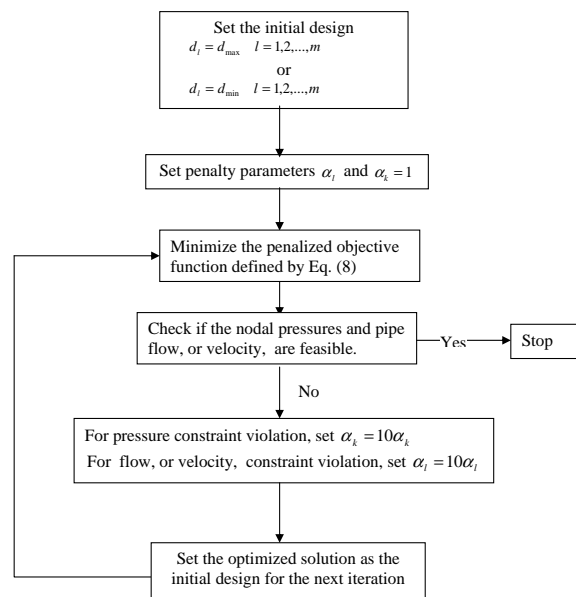 Set the initial design
d_l = d_max   l = 1,2,...,m
or
d_l = d_min   l = 1,2,...,m
Set penalty parameters α_l and α_k = 1
Minimize the penalized objective
function defined by Eq. (8)
Check if the nodal pressures and pipe
flow, or velocity, are feasible.
Yes
Stop
No
For pressure constraint violation, set α_k = 10α_k
For flow, or velocity, constraint violation, set α_l = 10α_l
Set the optimized solution as the
initial design for the next iteration